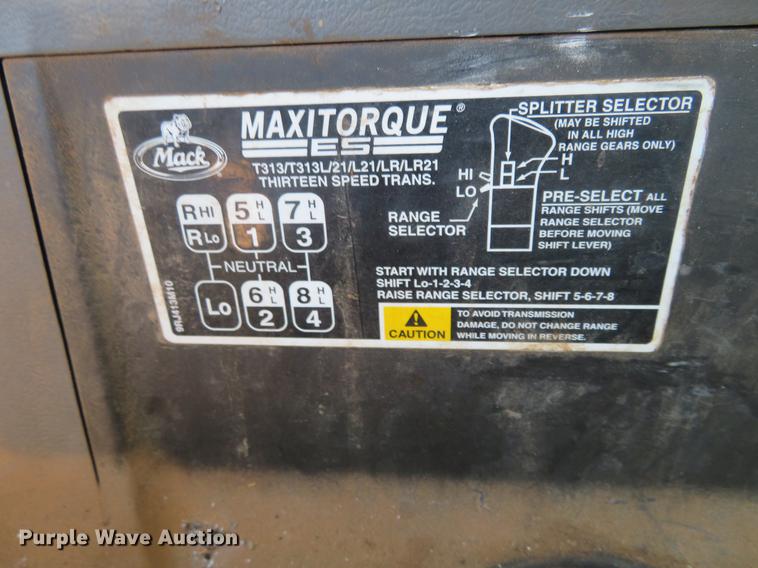 Mack
MAXITORQUE®
ES
T313/T313L/21/L21/LR/LR21
THIRTEEN SPEED TRANS.
R HI
5 H L
7 H L
R Lo
1
3
NEUTRAL
Lo
6 H L
8 H L
2
4
9RJ413M10
SPLITTER SELECTOR
(MAY BE SHIFTED
IN ALL HIGH
RANGE GEARS ONLY)
H
L
HI
LO
RANGE
SELECTOR
PRE-SELECT ALL
RANGE SHIFTS (MOVE
RANGE SELECTOR
BEFORE MOVING
SHIFT LEVER)
START WITH RANGE SELECTOR DOWN
SHIFT Lo-1-2-3-4
RAISE RANGE SELECTOR, SHIFT 5-6-7-8
CAUTION
TO AVOID TRANSMISSION
DAMAGE, DO NOT CHANGE RANGE
WHILE MOVING IN REVERSE.
Purple Wave Auction